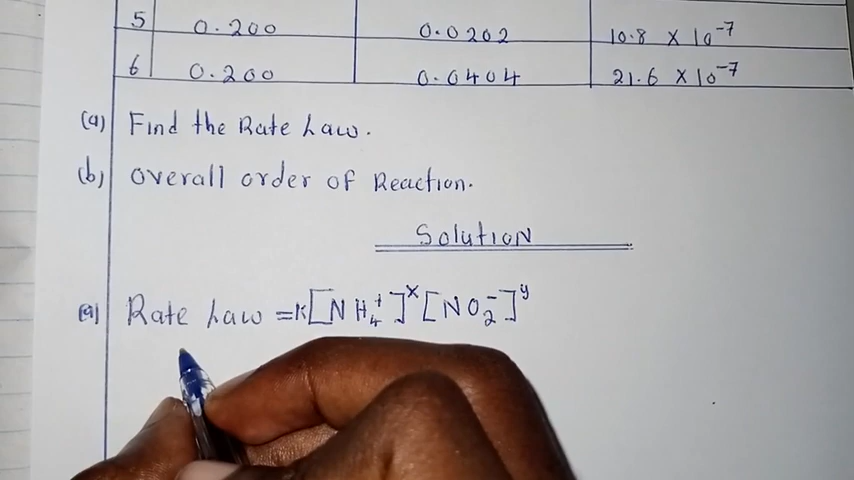 5 0.200 0.0202 10.8 × 10⁻⁷
6 0.200 0.0404 21.6 × 10⁻⁷
(a) Find the Rate Law.
(b) Overall order of Reaction.
Solution
(a) Rate Law = K[NH₄⁺]ˣ[NO₂⁻]ʸ